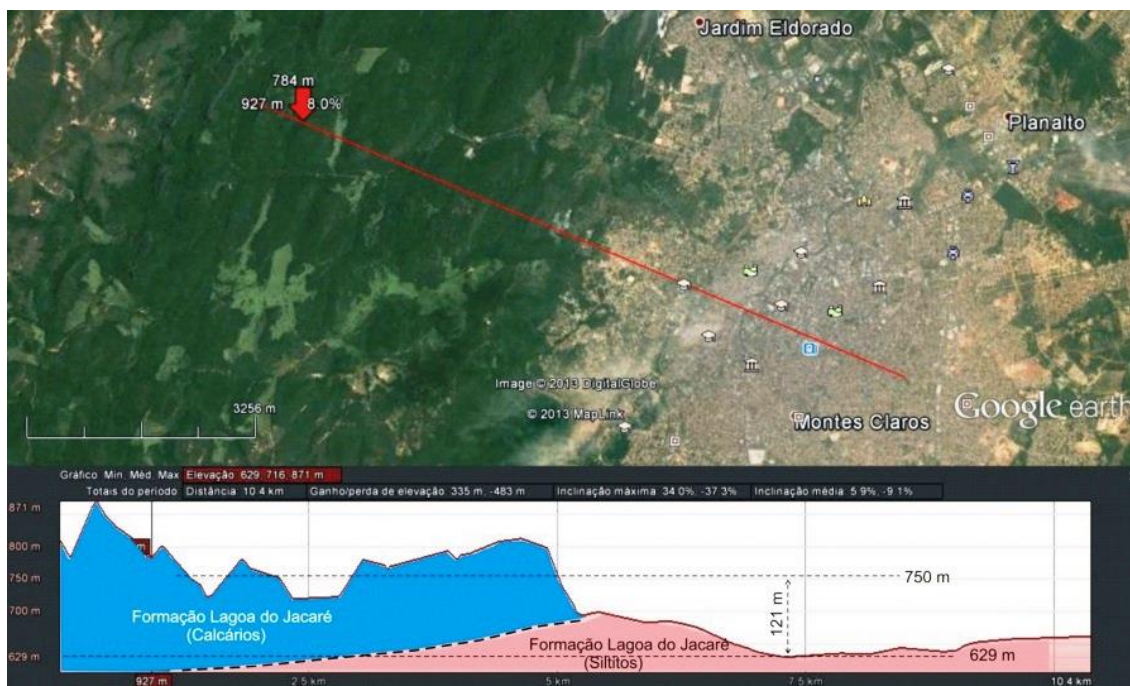 Jardim Eldorado
784 m
927 m 8.0%
Planalto
Image © 2013 DigitalGlobe
© 2013 MapLink
3256 m
Montes Claros
Google earth
Gráfico Min, Méd, Max Elevação 629, 716, 871 m
Totais do período Distância 10.4 km Ganho/perda de elevação 335 m, -483 m Inclinação máxima 34.0%, -37.3% Inclinação média 5.9%, -9.1%
871 m
800 m
750 m
700 m
629 m
m
750 m
121 m
Formação Lagoa do Jacaré
(Calcários)
Formação Lagoa do Jacaré
(Siltitos)
629 m
927 m
2.5 km
5 km
7.5 km
10.4 km